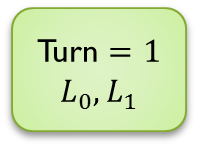 Turn = 1
L₀, L₁